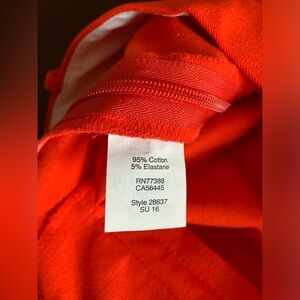 95% Cotton
5% Elastane
RN77388
CA56445
Style 28637
SU 16